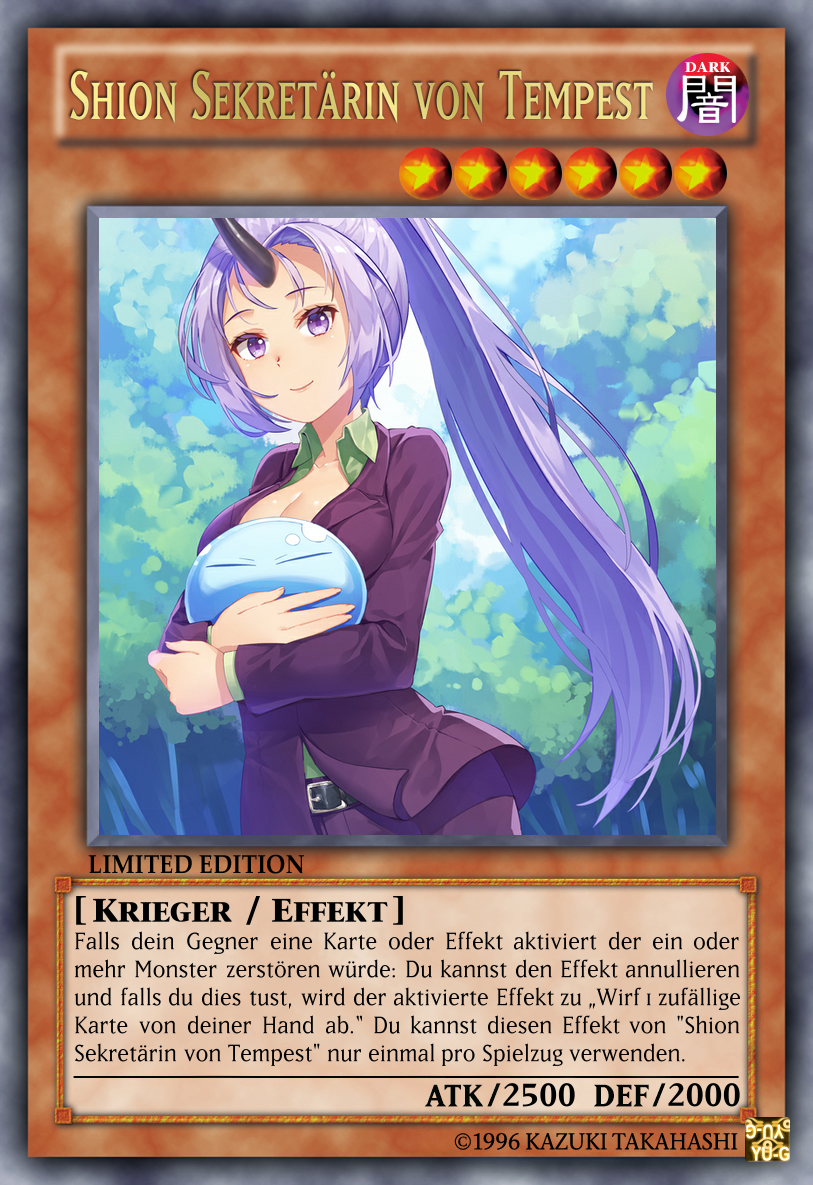 Shion Sekretärin von Tempest
DARK
闇
LIMITED EDITION
[ Krieger / Effekt ]
Falls dein Gegner eine Karte oder Effekt aktiviert der ein oder
mehr Monster zerstören würde: Du kannst den Effekt annullieren
und falls du dies tust, wird der aktivierte Effekt zu „Wirf 1 zufällige
Karte von deiner Hand ab.“ Du kannst diesen Effekt von "Shion
Sekretärin von Tempest" nur einmal pro Spielzug verwenden.
ATK/2500 DEF/2000
©1996 KAZUKI TAKAHASHI